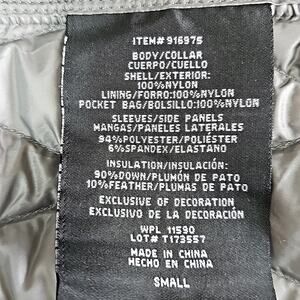 ITEM#916975
BODY/COLLAR
CUERPO/CUELLO
SHELL/EXTERIOR:
100%NYLON
LINING/FORRO:100%NYLON
POCKET BAG/BOLSILLO:100%NYLON
SLEEVES/SIDE PANELS
MANGAS/PANELES LATERALES
94%POLYESTER/POLIÉSTER
6%SPANDEX/ELASTANO
INSULATION/INSULACIÓN:
90%DOWN/PLUMÓN DE PATO
10%FEATHER/PLUMAS DE PATO
EXCLUSIVE OF DECORATION
EXCLUSIVO DE LA DECORACIÓN
WPL 11590
LOT# T173557
MADE IN CHINA
HECHO EN CHINA
SMALL